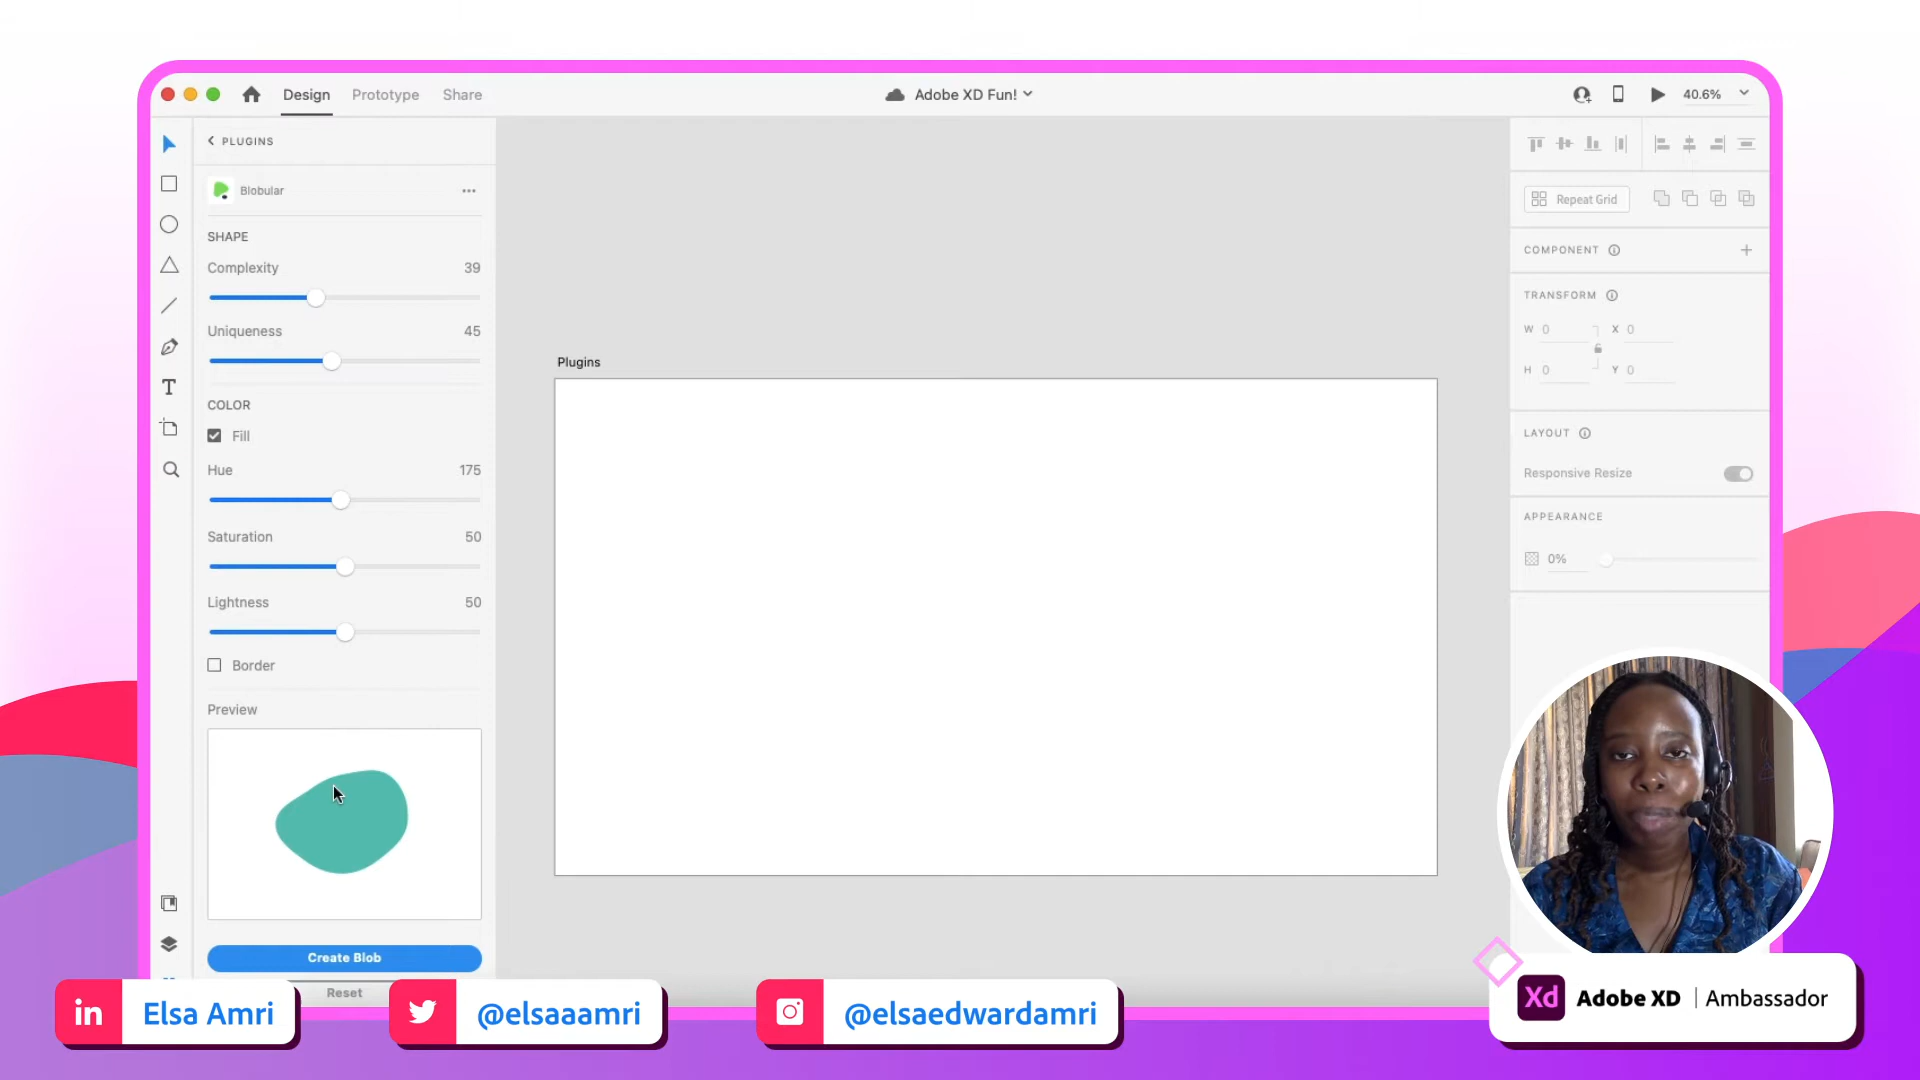 Design Prototype Share
Adobe XD Fun!
40.6%
PLUGINS
Blobular
SHAPE
Complexity 39
Uniqueness 45
COLOR
Fill
Hue 175
Saturation 50
Lightness 50
Border
Preview
Create Blob
Reset
T
Plugins
Repeat Grid
COMPONENT
TRANSFORM
W 0 X 0
H 0 Y 0
LAYOUT
Responsive Resize
APPEARANCE
0%
in Elsa Amri
@elsaaamri
@elsaedwardamri
Xd Adobe XD | Ambassador